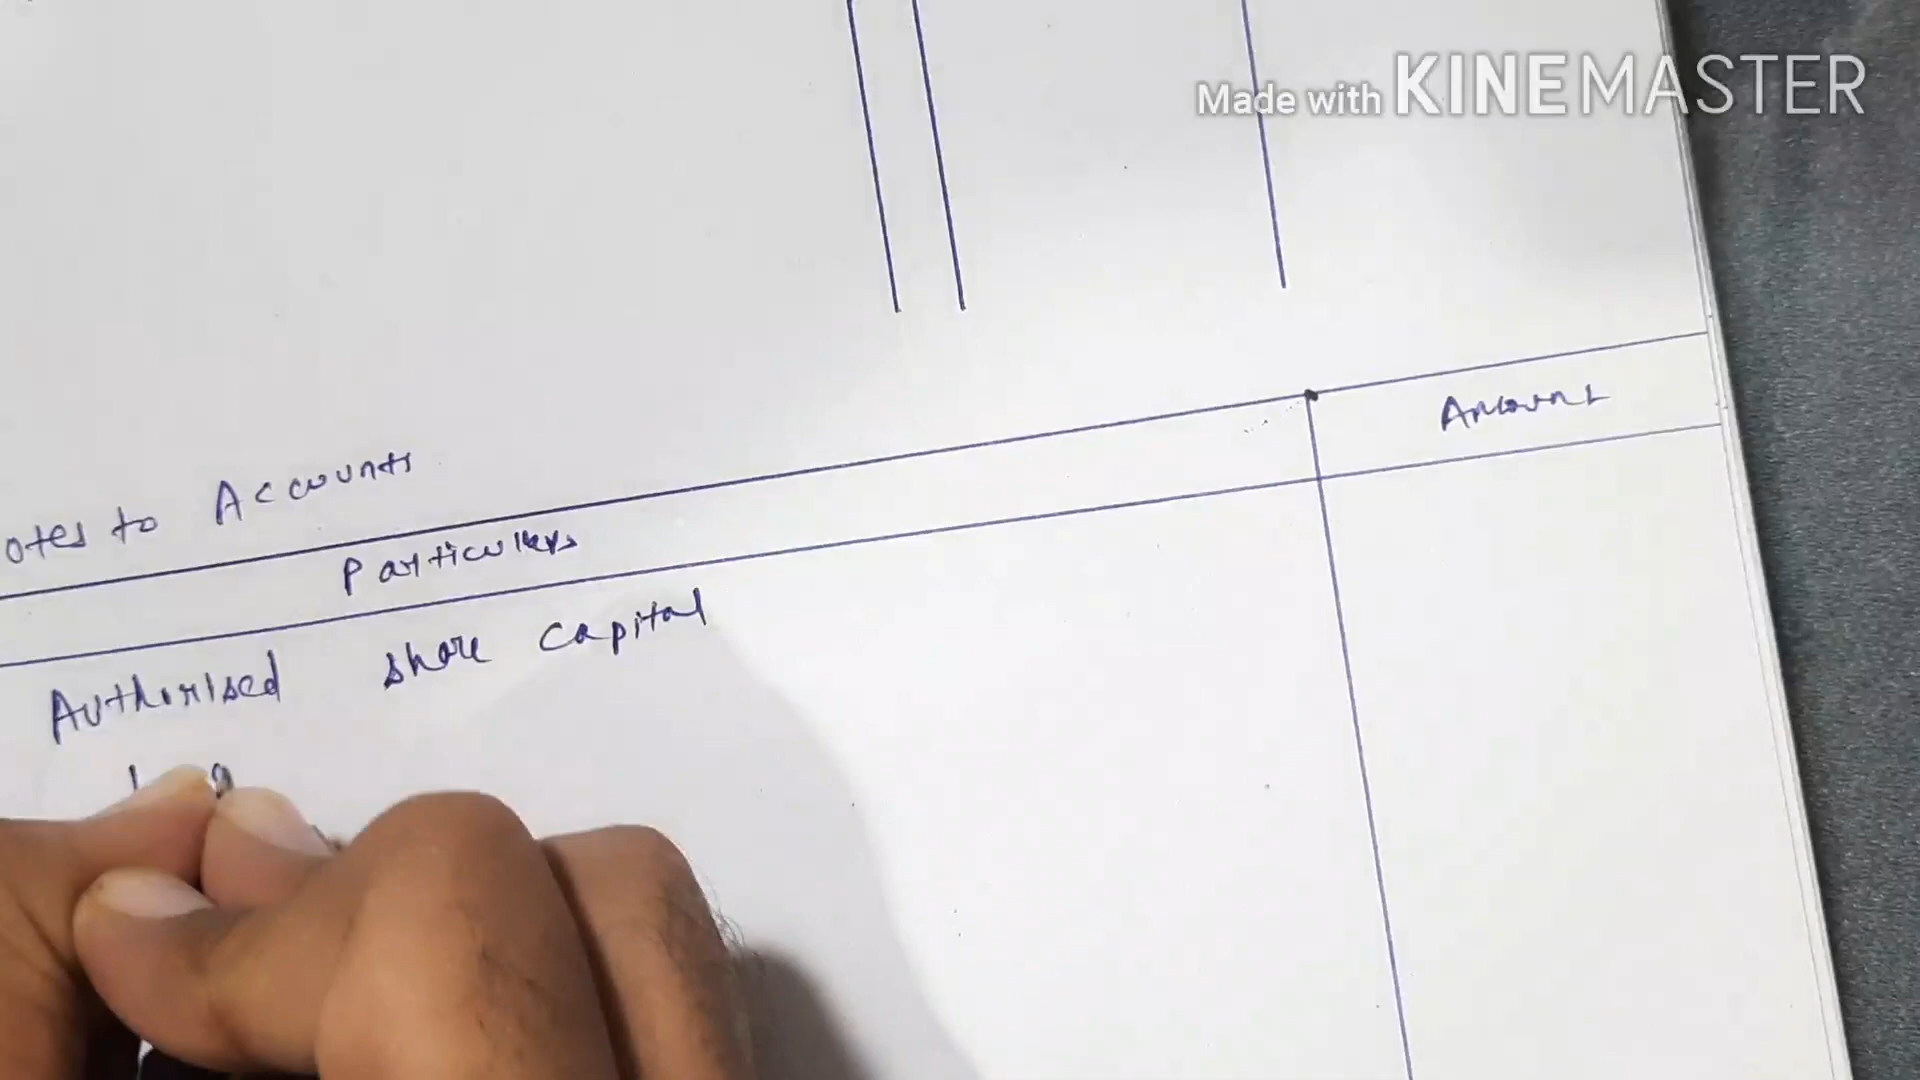 Made with KINEMASTER
Amount
otes to Accounts
Particulars
Authorised share capital